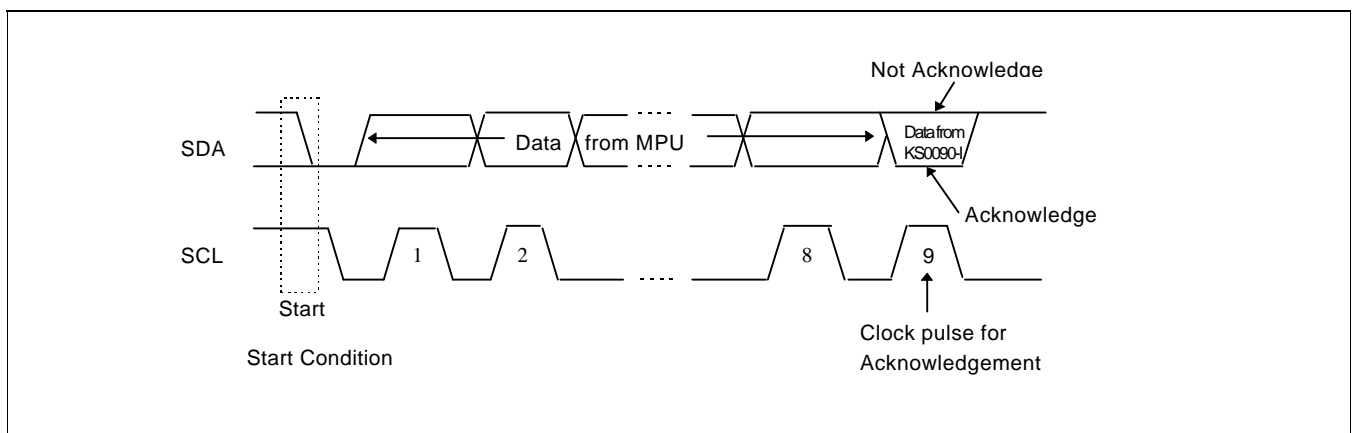 Not Acknowledge
SDA
Data from MPU
Data from
KS0090-I
Acknowledge
SCL
1
2
8
9
Start
Clock pulse for
Acknowledgement
Start Condition